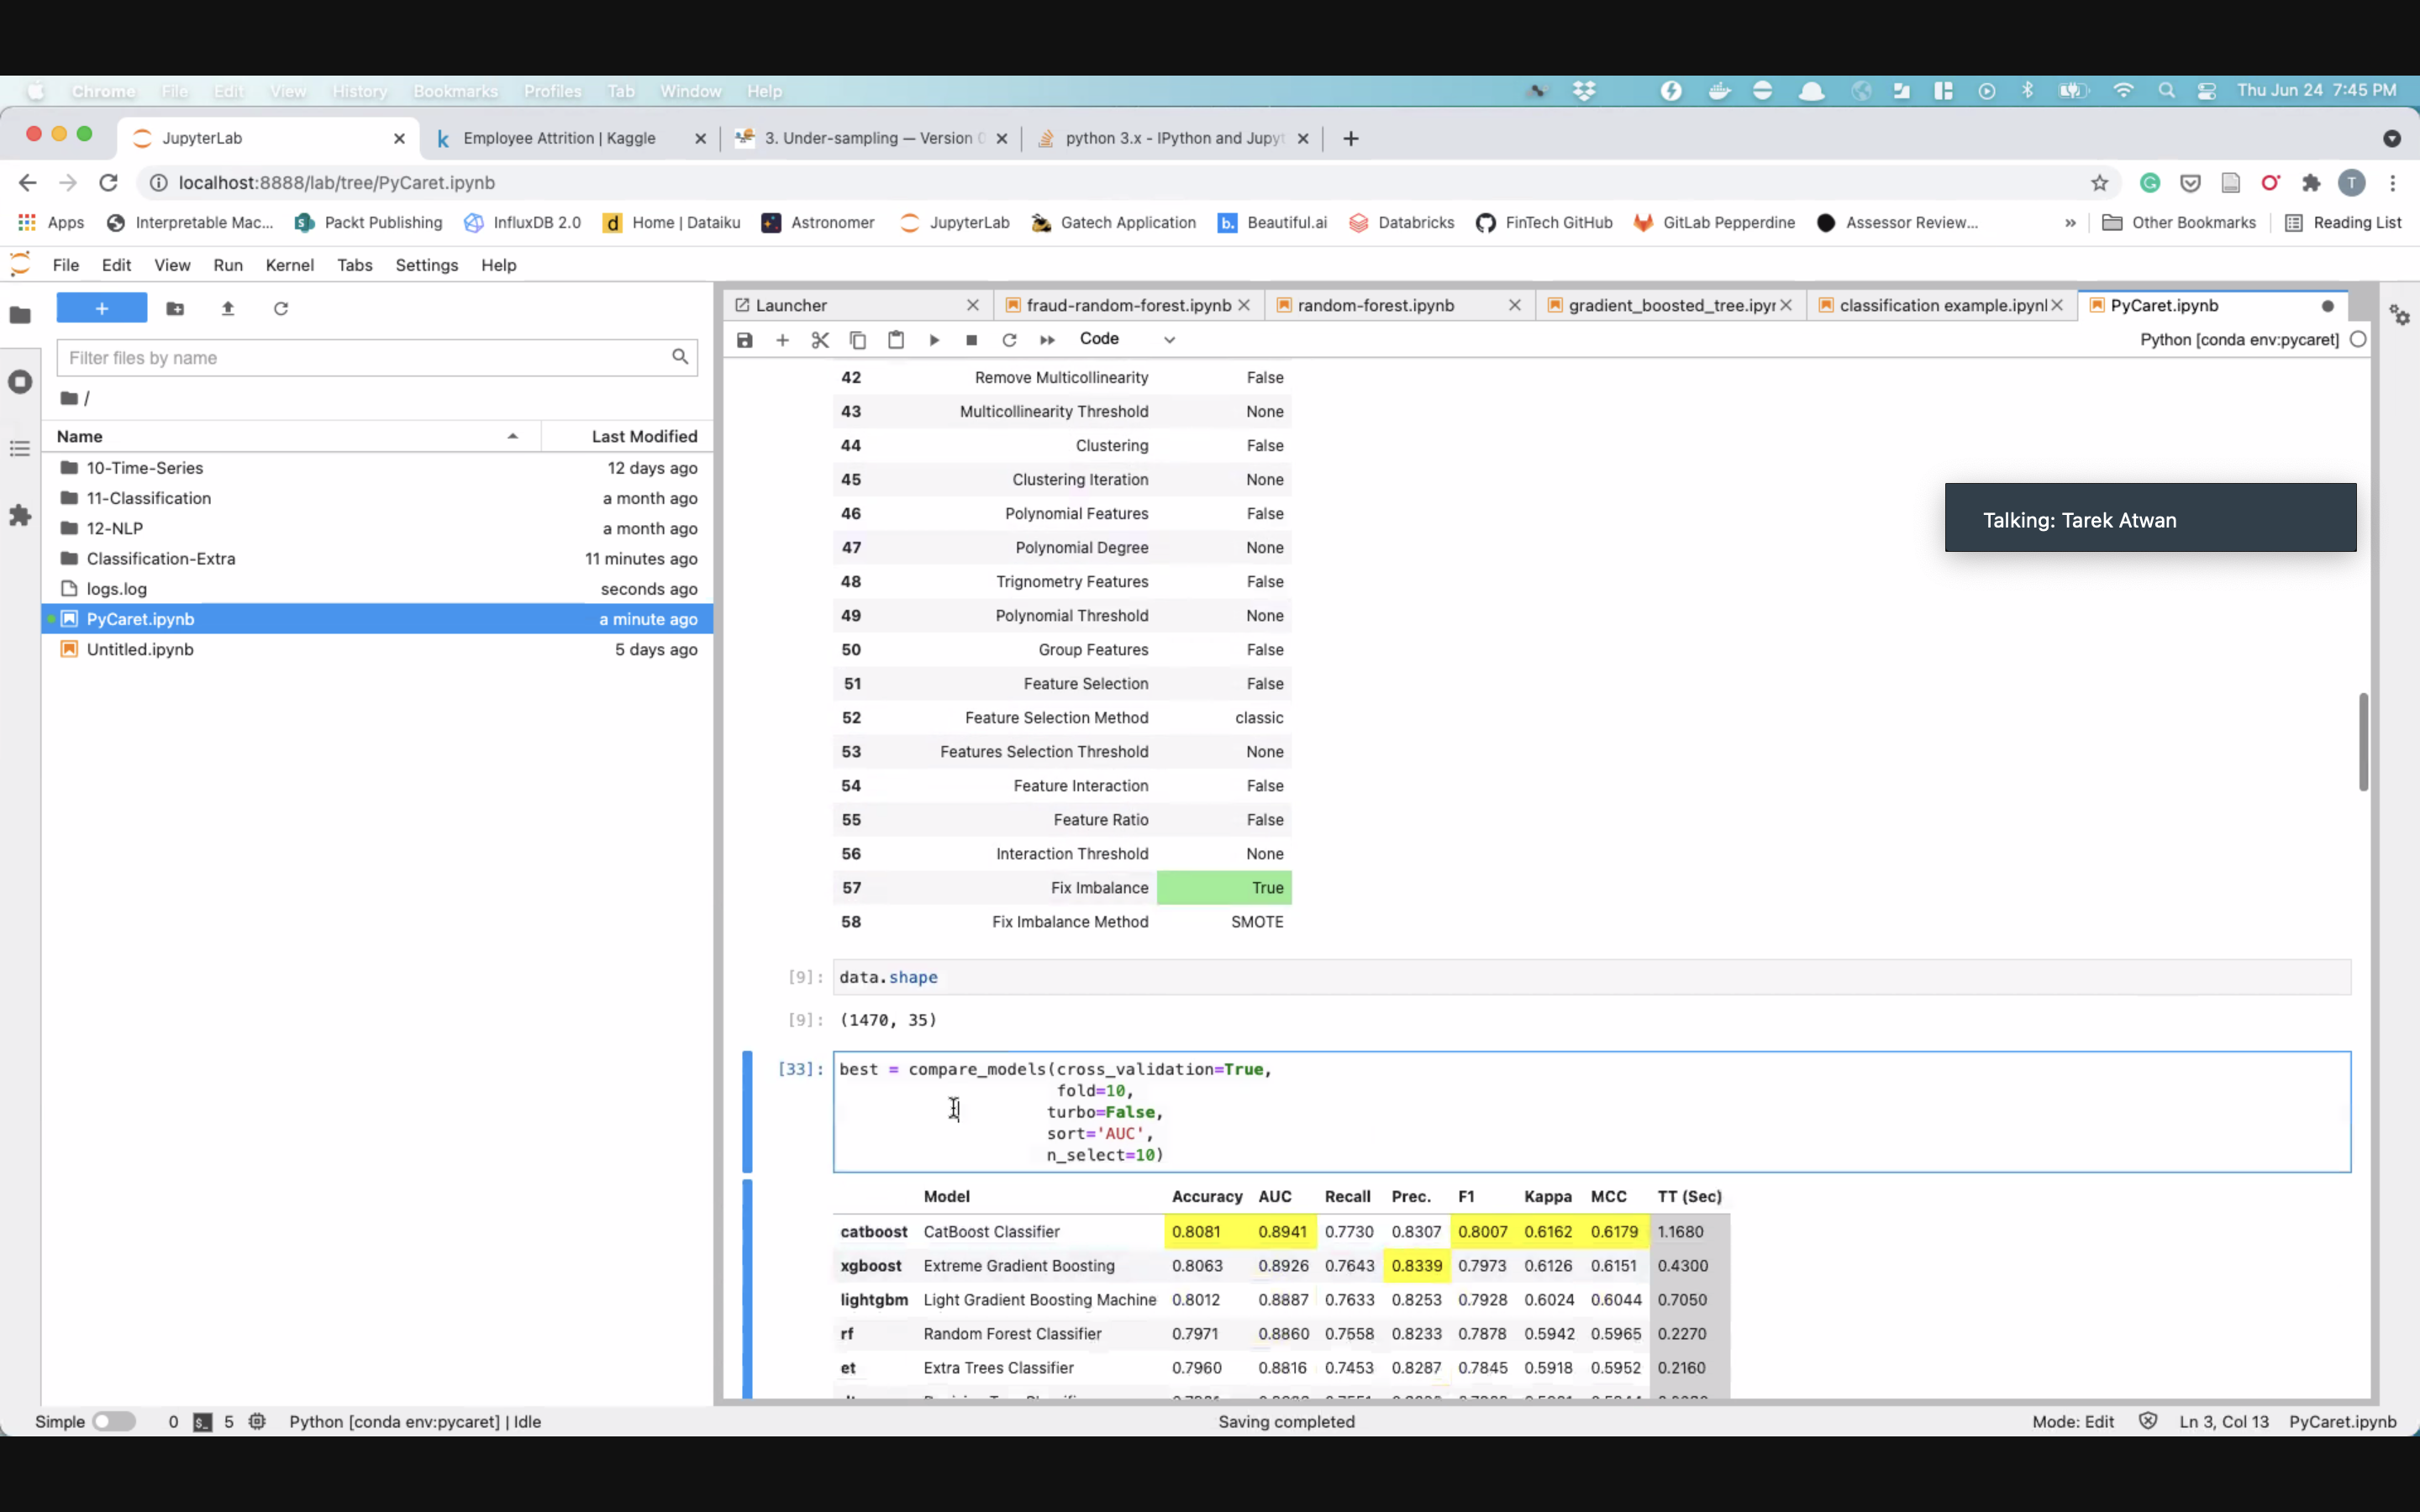 Chrome File Edit View History Bookmarks Profiles Tab Window Help Thu Jun 24 7:45 PM
JupyterLab Employee Attrition | Kaggle 3. Under-sampling — Version python 3.x - IPython and Jupyt
localhost:8888/lab/tree/PyCaret.ipynb T
Apps Interpretable Mac... Packt Publishing InfluxDB 2.0 Home | Dataiku Astronomer JupyterLab Gatech Application Beautiful.ai Databricks FinTech GitHub GitLab Pepperdine Assessor Review... » Other Bookmarks Reading List
File Edit View Run Kernel Tabs Settings Help
Launcher fraud-random-forest.ipynb random-forest.ipynb gradient_boosted_tree.ipyr classification example.ipynl PyCaret.ipynb
Code Python [conda env:pycaret]
Filter files by name
/
Name Last Modified
10-Time-Series 12 days ago
11-Classification a month ago
12-NLP a month ago
Classification-Extra 11 minutes ago
logs.log seconds ago
PyCaret.ipynb a minute ago
Untitled.ipynb 5 days ago
42 Remove Multicollinearity False
43 Multicollinearity Threshold None
44 Clustering False
45 Clustering Iteration None
46 Polynomial Features False
47 Polynomial Degree None
48 Trignometry Features False
49 Polynomial Threshold None
50 Group Features False
51 Feature Selection False
52 Feature Selection Method classic
53 Features Selection Threshold None
54 Feature Interaction False
55 Feature Ratio False
56 Interaction Threshold None
57 Fix Imbalance True
58 Fix Imbalance Method SMOTE
Talking: Tarek Atwan
[9]: data.shape
[9]: (1470, 35)
[33]: best = compare_models(cross_validation=True,
fold=10,
turbo=False,
sort='AUC',
n_select=10)
Model Accuracy AUC Recall Prec. F1 Kappa MCC TT (Sec)
catboost CatBoost Classifier 0.8081 0.8941 0.7730 0.8307 0.8007 0.6162 0.6179 1.1680
xgboost Extreme Gradient Boosting 0.8063 0.8926 0.7643 0.8339 0.7973 0.6126 0.6151 0.4300
lightgbm Light Gradient Boosting Machine 0.8012 0.8887 0.7633 0.8253 0.7928 0.6024 0.6044 0.7050
rf Random Forest Classifier 0.7971 0.8860 0.7558 0.8233 0.7878 0.5942 0.5965 0.2270
et Extra Trees Classifier 0.7960 0.8816 0.7453 0.8287 0.7845 0.5918 0.5952 0.2160
Simple 0 5 Python [conda env:pycaret] | Idle Saving completed Mode: Edit Ln 3, Col 13 PyCaret.ipynb